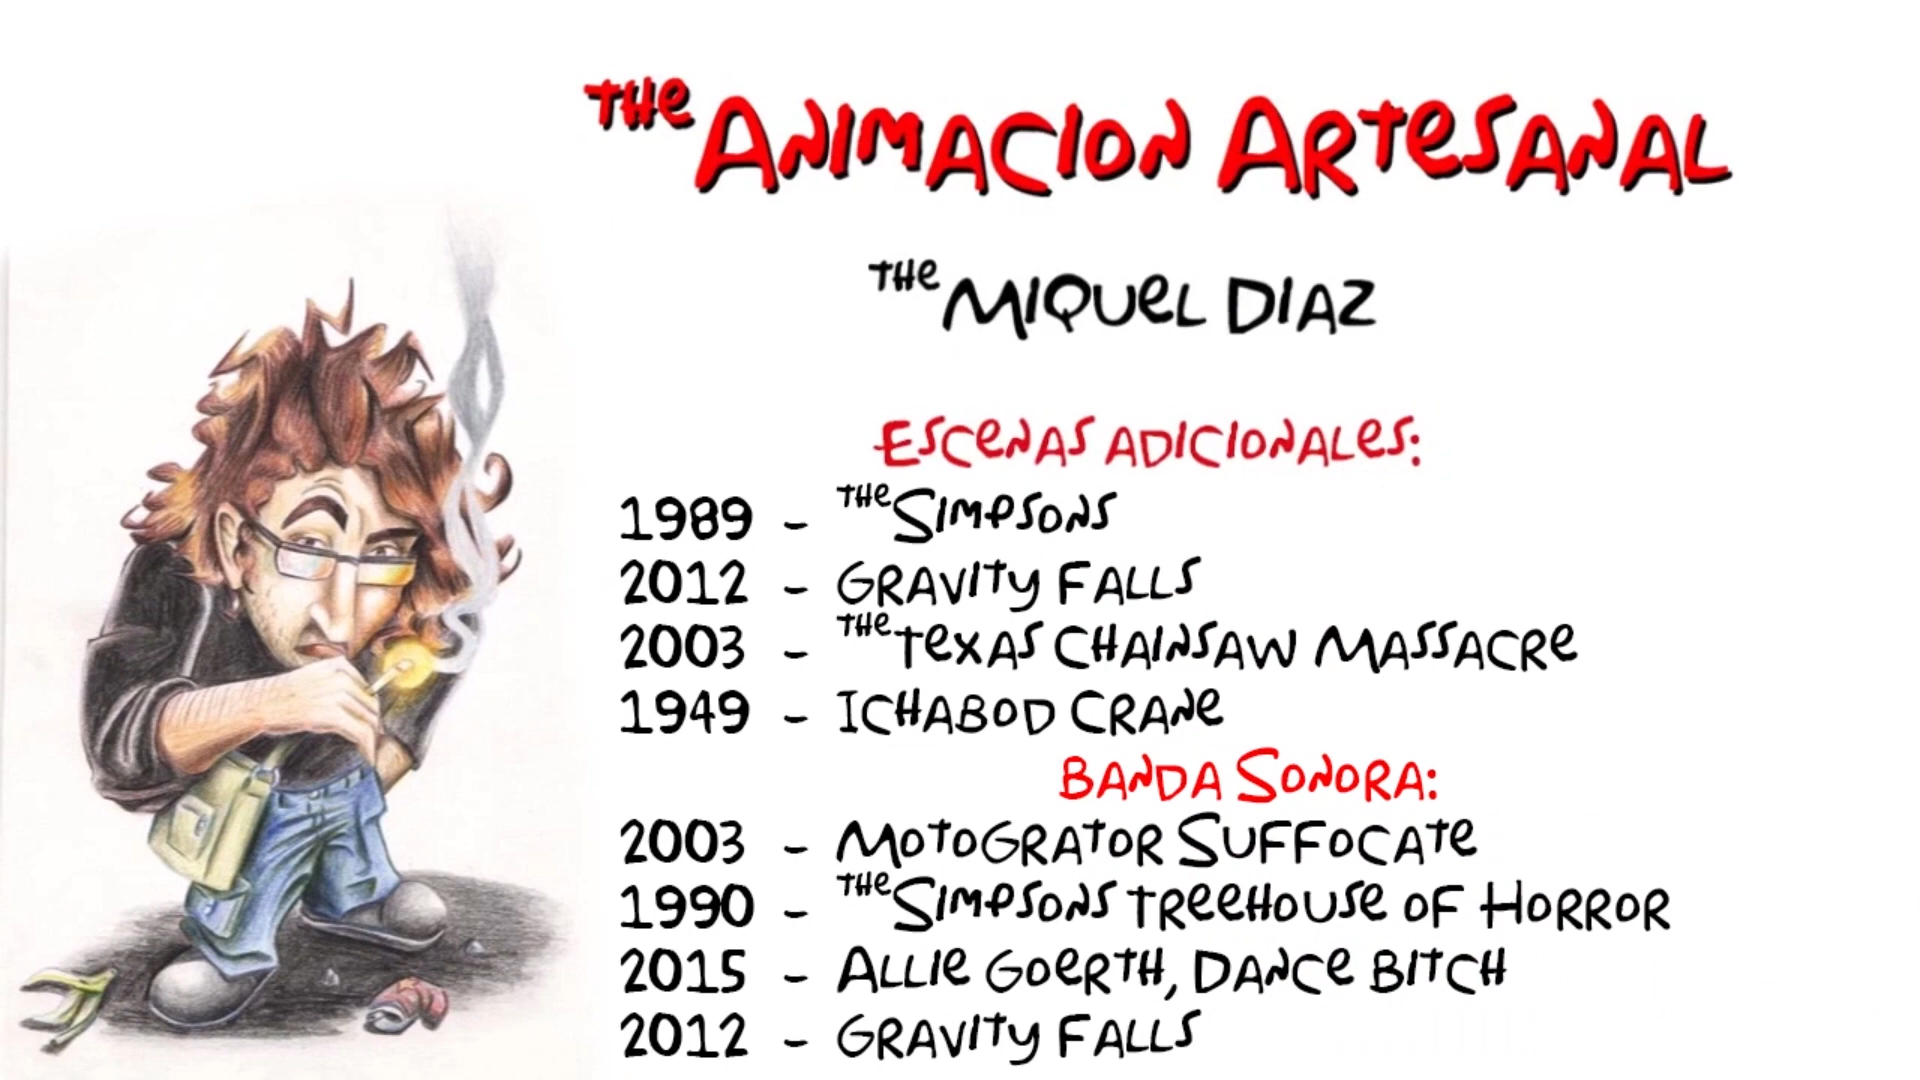 THE ANIMACION ARTESANAL
THE MIQUEL DIAZ
ESCENAS ADICIONALES:
1989 - THE SIMPSONS
2012 - GRAVITY FALLS
2003 - THE TEXAS CHAINSAW MASSACRE
1949 - ICHABOD CRANE
BANDA SONORA:
2003 - MOTOGRATOR SUFFOCATE
1990 - THE SIMPSONS TREEHOUSE OF HORROR
2015 - ALLIE GOERTH, DANCE BITCH
2012 - GRAVITY FALLS